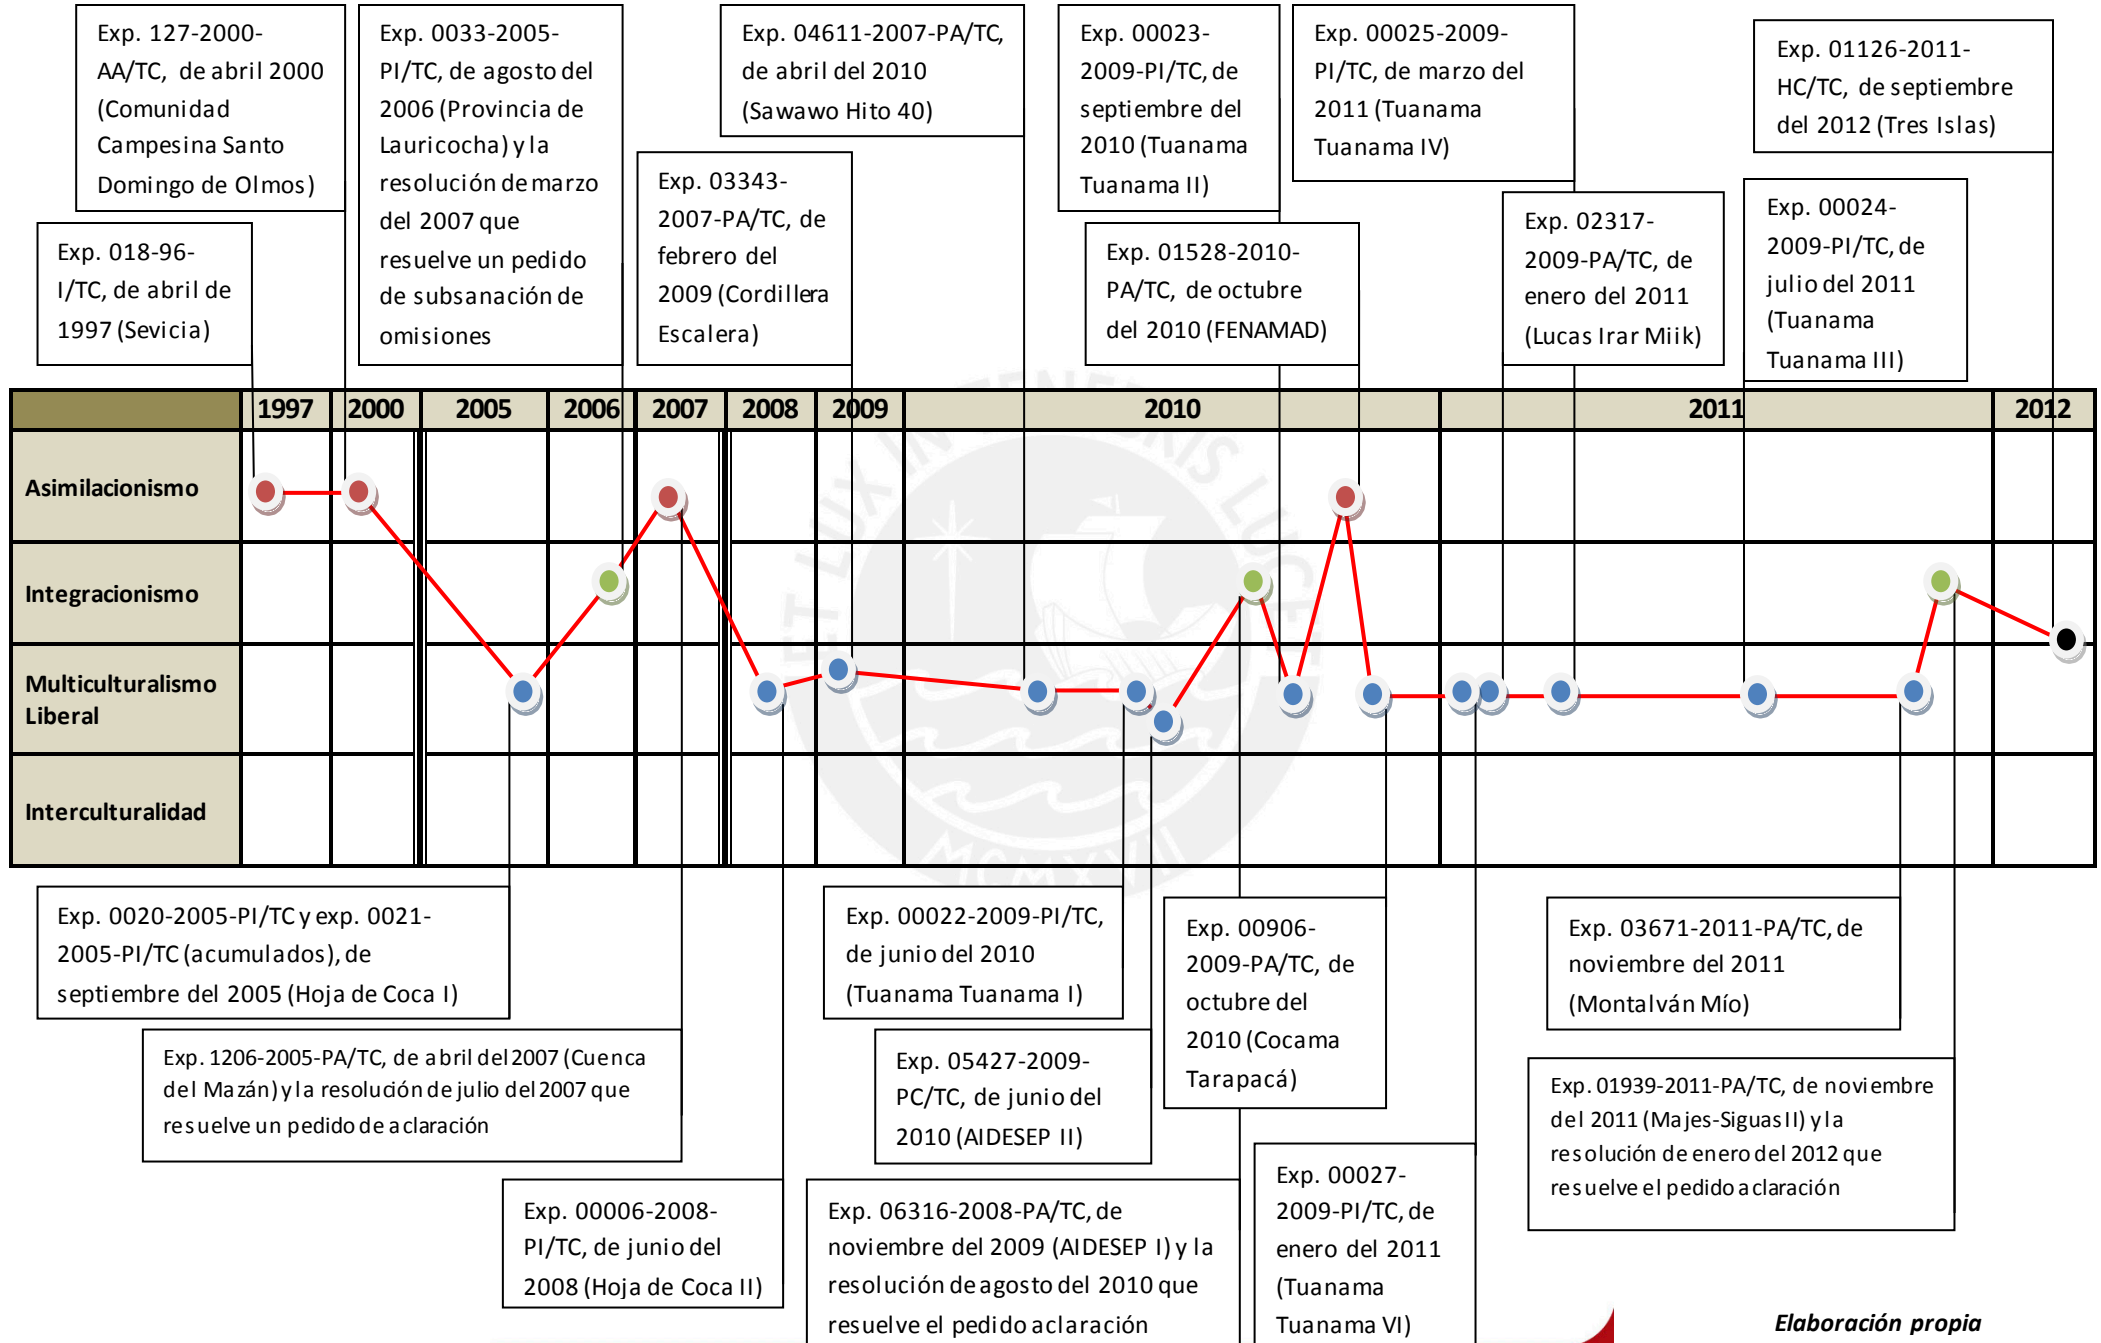 Exp. 127-2000-
AA/TC, de abril 2000
(Comunidad
Campesina Santo
Domingo de Olmos)
Exp. 0033-2005-
PI/TC, de agosto del
2006 (Provincia de
Lauricocha) y la
resolución de marzo
del 2007 que
resuelve un pedido
de subsanación de
omisiones
Exp. 04611-2007-PA/TC,
de abril del 2010
(Sawawo Hito 40)
Exp. 00023-
2009-PI/TC, de
septiembre del
2010 (Tuanama
Tuanama II)
Exp. 00025-2009-
PI/TC, de marzo del
2011 (Tuanama
Tuanama IV)
Exp. 01126-2011-
HC/TC, de septiembre
del 2012 (Tres Islas)
Exp. 018-96-
I/TC, de abril de
1997 (Sevicia)
Exp. 03343-
2007-PA/TC, de
febrero del
2009 (Cordillera
Escalera)
Exp. 01528-2010-
PA/TC, de octubre
del 2010 (FENAMAD)
Exp. 02317-
2009-PA/TC, de
enero del 2011
(Lucas Irar Miik)
Exp. 00024-
2009-PI/TC, de
julio del 2011
(Tuanama
Tuanama III)
1997 2000 2005 2006 2007 2008 2009 2010 2011 2012
Asimilacionismo
Integracionismo
Multiculturalismo
Liberal
Interculturalidad
ET LUX IN TENEBRIS LUCET
MCMXVII
Exp. 0020-2005-PI/TC y exp. 0021-
2005-PI/TC (acumulados), de
septiembre del 2005 (Hoja de Coca I)
Exp. 1206-2005-PA/TC, de abril del 2007 (Cuenca
del Mazán) y la resolución de julio del 2007 que
resuelve un pedido de aclaración
Exp. 00006-2008-
PI/TC, de junio del
2008 (Hoja de Coca II)
Exp. 00022-2009-PI/TC,
de junio del 2010
(Tuanama Tuanama I)
Exp. 05427-2009-
PC/TC, de junio del
2010 (AIDESEP II)
Exp. 06316-2008-PA/TC, de
noviembre del 2009 (AIDESEP I) y la
resolución de agosto del 2010 que
resuelve el pedido aclaración
Exp. 00906-
2009-PA/TC, de
octubre del
2010 (Cocama
Tarapacá)
Exp. 00027-
2009-PI/TC, de
enero del 2011
(Tuanama
Tuanama VI)
Exp. 03671-2011-PA/TC, de
noviembre del 2011
(Montalván Mío)
Exp. 01939-2011-PA/TC, de noviembre
del 2011 (Majes-Siguas II) y la
resolución de enero del 2012 que
resuelve el pedido aclaración
Elaboración propia